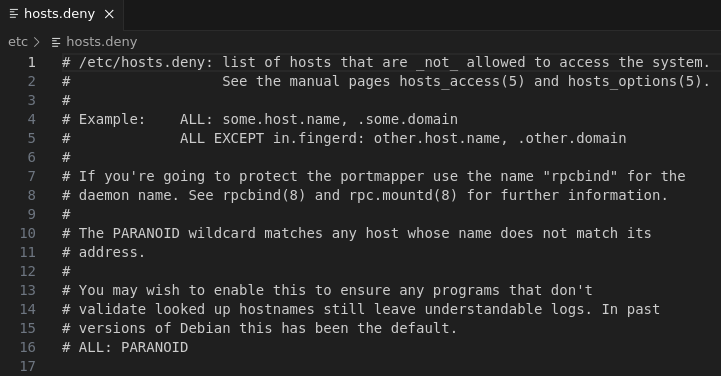 hosts.deny
etc > hosts.deny
1 # /etc/hosts.deny: list of hosts that are _not_ allowed to access the system.
2 #                  See the manual pages hosts_access(5) and hosts_options(5).
3 #
4 # Example:    ALL: some.host.name, .some.domain
5 #             ALL EXCEPT in.fingerd: other.host.name, .other.domain
6 #
7 # If you're going to protect the portmapper use the name "rpcbind" for the
8 # daemon name. See rpcbind(8) and rpc.mountd(8) for further information.
9 #
10 # The PARANOID wildcard matches any host whose name does not match its
11 # address.
12 #
13 # You may wish to enable this to ensure any programs that don't
14 # validate looked up hostnames still leave understandable logs. In past
15 # versions of Debian this has been the default.
16 # ALL: PARANOID
17